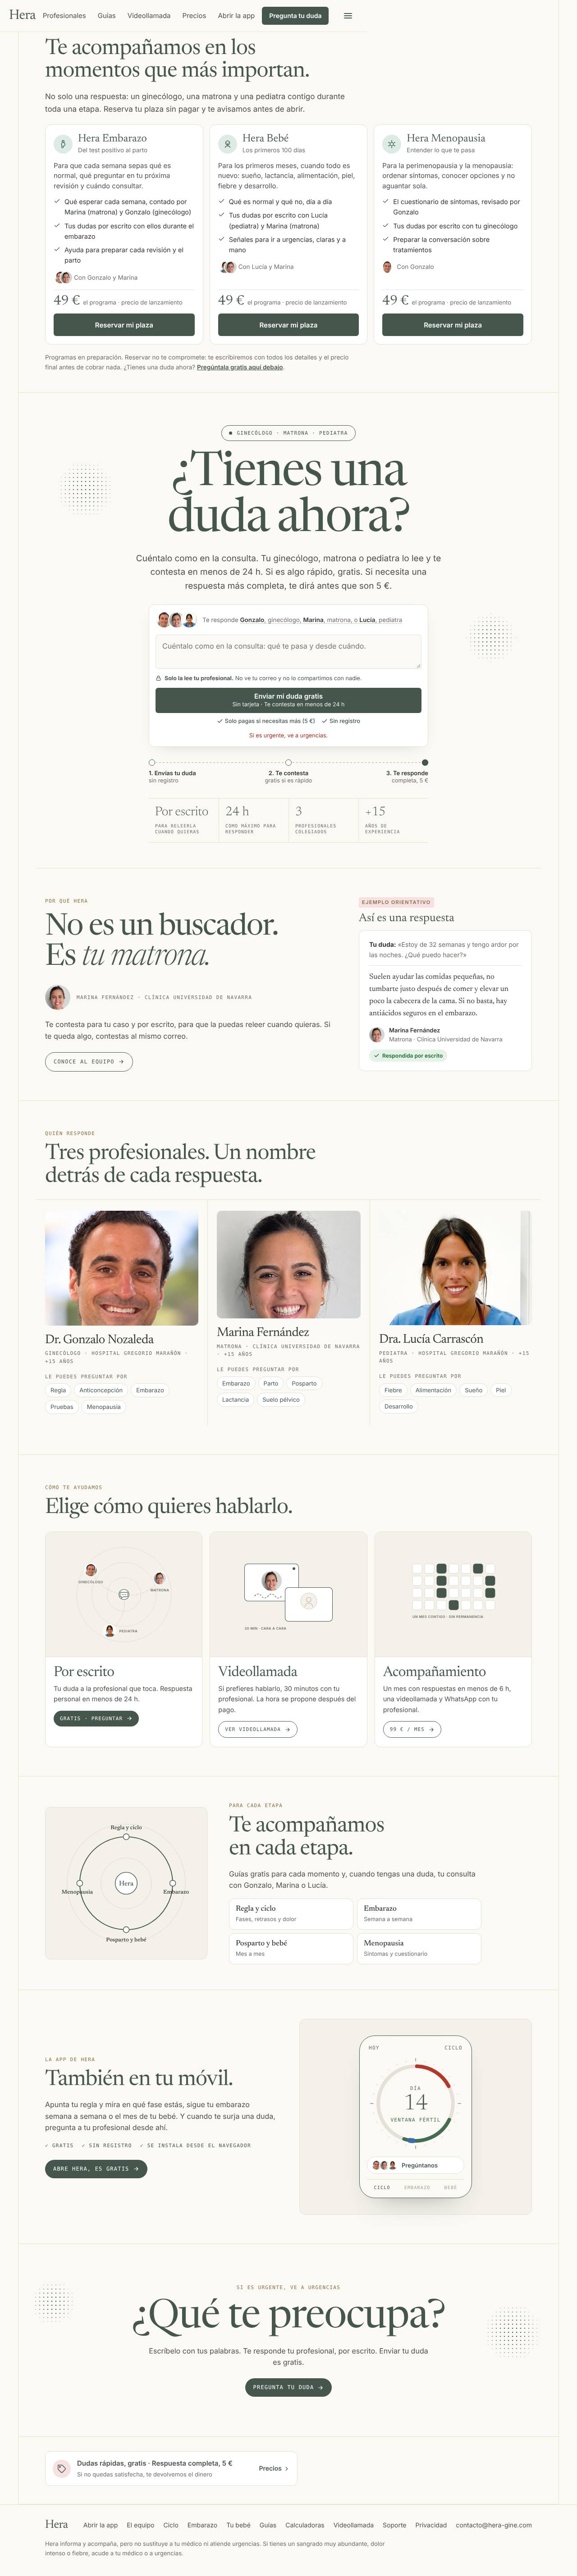 Hera Profesionales Guías Videollamada Precios Abrir la app Pregunta tu duda
Te acompañamos en los
momentos que más importan.
No solo una respuesta: un ginecólogo, una matrona y una pediatra contigo durante
toda una etapa. Reserva tu plaza sin pagar y te avisamos antes de abrir.
Hera Embarazo
Del test positivo al parto
Para que cada semana sepas qué es
normal, qué preguntar en tu próxima
revisión y cuándo consultar.
Qué esperar cada semana, contado por
Marina (matrona) y Gonzalo (ginecólogo)
Tus dudas por escrito con ellos durante el
embarazo
Ayuda para preparar cada revisión y el
parto
Con Gonzalo y Marina
49 € el programa · precio de lanzamiento
Reservar mi plaza
Hera Bebé
Los primeros 100 días
Para los primeros meses, cuando todo es
nuevo: sueño, lactancia, alimentación, piel,
fiebre y desarrollo.
Qué es normal y qué no, día a día
Tus dudas por escrito con Lucía
(pediatra) y Marina (matrona)
Señales para ir a urgencias, claras y a
mano
Con Lucía y Marina
49 € el programa · precio de lanzamiento
Reservar mi plaza
Hera Menopausia
Entender lo que te pasa
Para la perimenopausia y la menopausia:
ordenar síntomas, conocer opciones y no
aguantar sola.
El cuestionario de síntomas, revisado por
Gonzalo
Tus dudas por escrito con tu ginecólogo
Preparar la conversación sobre
tratamientos
Con Gonzalo
49 € el programa · precio de lanzamiento
Reservar mi plaza
Programas en preparación. Reservar no te compromete: te escribiremos con todos los detalles y el precio
final antes de cobrar nada. ¿Tienes una duda ahora? Pregúntala gratis aquí debajo.
GINECÓLOGO · MATRONA · PEDIATRA
¿Tienes una
duda ahora?
Cuéntalo como en la consulta. Tu ginecólogo, matrona o pediatra lo lee y te
contesta en menos de 24 h. Si es algo rápido, gratis. Si necesita una
respuesta más completa, te dirá antes que son 5 €.
Te responde Gonzalo, ginecólogo, Marina, matrona, o Lucía, pediatra
Cuéntalo como en la consulta: qué te pasa y desde cuándo.
Solo la lee tu profesional. No ve tu correo y no lo compartimos con nadie.
Enviar mi duda gratis
Sin tarjeta · Te contesta en menos de 24 h
Solo pagas si necesitas más (5 €) Sin registro
Si es urgente, ve a urgencias.
1. Envías tu duda
sin registro
2. Te contesta
gratis si es rápido
3. Te responde
completa, 5 €
Por escrito
PARA RELEERLA
CUANDO QUIERAS
24 h
COMO MÁXIMO PARA
RESPONDER
3
PROFESIONALES
COLEGIADOS
+15
AÑOS DE
EXPERIENCIA
POR QUÉ HERA
No es un buscador.
Es tu matrona.
MARINA FERNÁNDEZ · CLÍNICA UNIVERSIDAD DE NAVARRA
Te contesta para tu caso y por escrito, para que la puedas releer cuando quieras. Si
te queda algo, contestas al mismo correo.
CONOCE AL EQUIPO →
EJEMPLO ORIENTATIVO
Así es una respuesta
Tu duda: «Estoy de 32 semanas y tengo ardor por
las noches. ¿Qué puedo hacer?»
Suelen ayudar las comidas pequeñas, no
tumbarte justo después de comer y elevar un
poco la cabecera de la cama. Si no basta, hay
antiácidos seguros en el embarazo.
Marina Fernández
Matrona · Clínica Universidad de Navarra
Respondida por escrito
QUIÉN RESPONDE
Tres profesionales. Un nombre
detrás de cada respuesta.
Dr. Gonzalo Nozaleda
GINECÓLOGO · HOSPITAL GREGORIO MARAÑÓN ·
+15 AÑOS
LE PUEDES PREGUNTAR POR
Regla Anticoncepción Embarazo
Pruebas Menopausia
Marina Fernández
MATRONA · CLÍNICA UNIVERSIDAD DE NAVARRA
· +15 AÑOS
LE PUEDES PREGUNTAR POR
Embarazo Parto Posparto
Lactancia Suelo pélvico
Dra. Lucía Carrascón
PEDIATRA · HOSPITAL GREGORIO MARAÑÓN · +15
AÑOS
LE PUEDES PREGUNTAR POR
Fiebre Alimentación Sueño Piel
Desarrollo
CÓMO TE AYUDAMOS
Elige cómo quieres hablarlo.
GINECÓLOGO
MATRONA
PEDIATRA
Por escrito
Tu duda a la profesional que toca. Respuesta
personal en menos de 24 h.
GRATIS · PREGUNTAR →
30 MIN · CARA A CARA
Videollamada
Si prefieres hablarlo, 30 minutos con tu
profesional. La hora se propone después del
pago.
VER VIDEOLLAMADA →
UN MES CONTIGO · SIN PERMANENCIA
Acompañamiento
Un mes con respuestas en menos de 6 h,
una videollamada y WhatsApp con tu
profesional.
99 € / MES →
Regla y ciclo
Menopausia
Hera
Embarazo
Posparto y bebé
PARA CADA ETAPA
Te acompañamos
en cada etapa.
Guías gratis para cada momento y, cuando tengas una duda, tu consulta
con Gonzalo, Marina o Lucía.
Regla y ciclo
Fases, retrasos y dolor
Embarazo
Semana a semana
Posparto y bebé
Mes a mes
Menopausia
Síntomas y cuestionario
LA APP DE HERA
También en tu móvil.
Apunta tu regla y mira en qué fase estás, sigue tu embarazo
semana a semana o el mes de tu bebé. Y cuando te surja una duda,
pregunta a tu profesional desde ahí.
✓ GRATIS ✓ SIN REGISTRO ✓ SE INSTALA DESDE EL NAVEGADOR
ABRE HERA, ES GRATIS →
HOY CICLO
DÍA
14
VENTANA FÉRTIL
Pregúntanos
CICLO EMBARAZO BEBÉ
SI ES URGENTE, VE A URGENCIAS
¿Qué te preocupa?
Escríbelo con tus palabras. Te responde tu profesional, por escrito. Enviar tu duda
es gratis.
PREGUNTA TU DUDA →
Dudas rápidas, gratis · Respuesta completa, 5 €
Si no quedas satisfecha, te devolvemos el dinero
Precios ›
Hera Abrir la app El equipo Ciclo Embarazo Tu bebé Guías Calculadoras Videollamada Soporte Privacidad contacto@hera-gine.com
Hera informa y acompaña, pero no sustituye a tu médico ni atiende urgencias. Si tienes un sangrado muy abundante, dolor
intenso o fiebre, acude a tu médico o a urgencias.